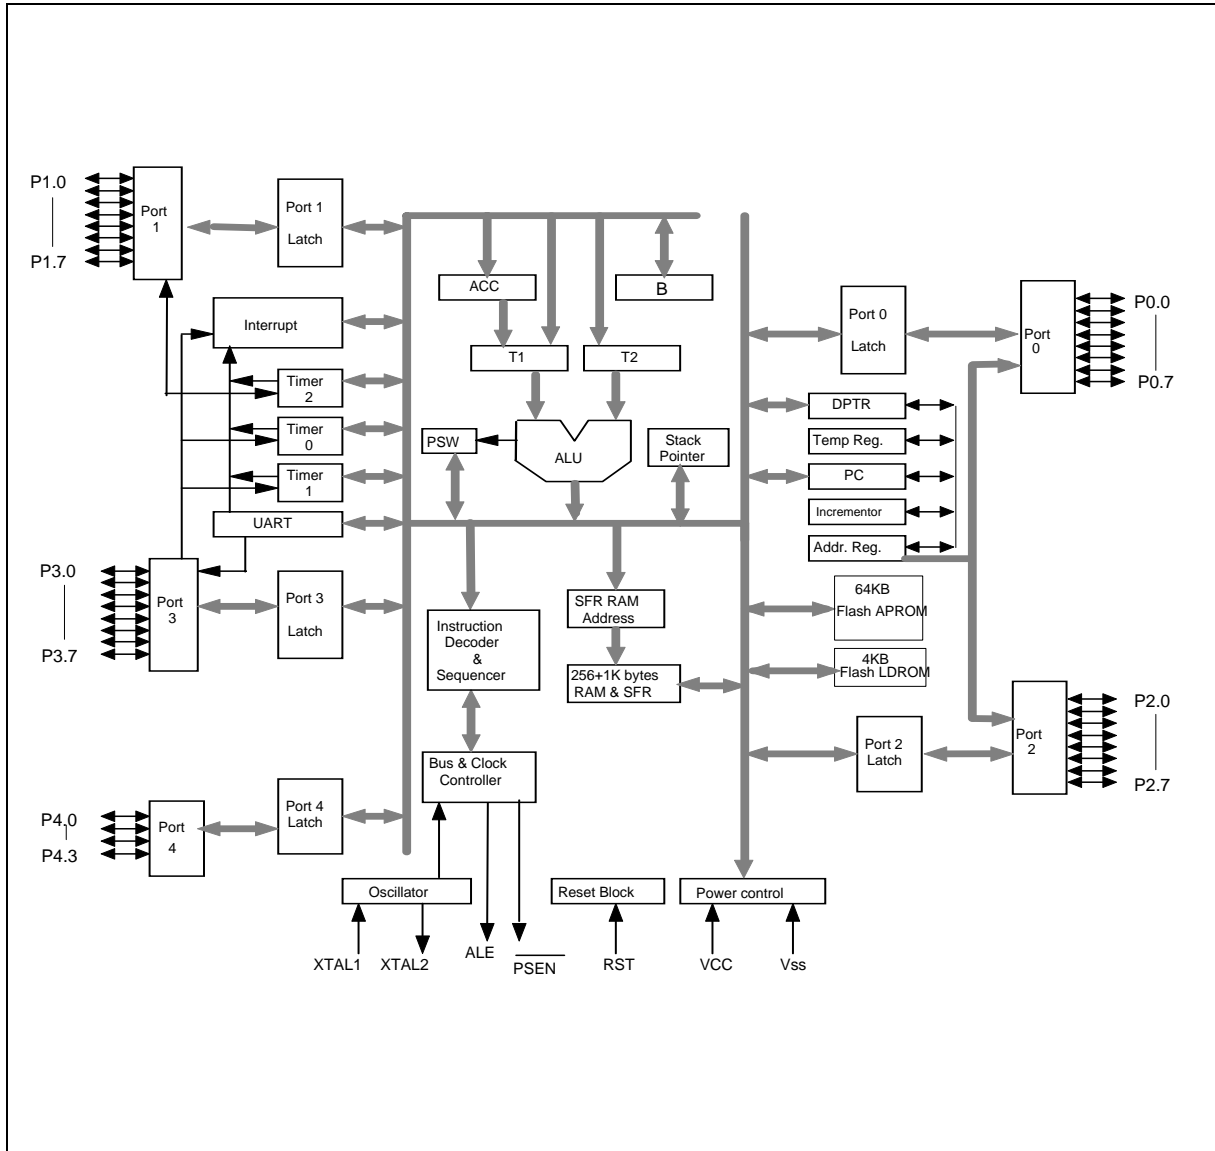 P1.0
P1.7
Port
1
Port 1
Latch
Interrupt
Timer
2
Timer
0
Timer
1
UART
P3.0
P3.7
Port
3
Port 3
Latch
P4.0
P4.3
Port
4
Port 4
Latch
ACC
B
T1
T2
PSW
ALU
Stack
Pointer
Instruction
Decoder
&
Sequencer
SFR RAM
Address
256+1K bytes
RAM & SFR
Bus & Clock
Controller
Oscillator
Reset Block
Power control
XTAL1
XTAL2
ALE
PSEN
RST
VCC
Vss
Port 0
Latch
Port
0
P0.0
P0.7
DPTR
Temp Reg.
PC
Incrementor
Addr. Reg.
64KB
Flash APROM
4KB
Flash LDROM
Port 2
Latch
Port
2
P2.0
P2.7